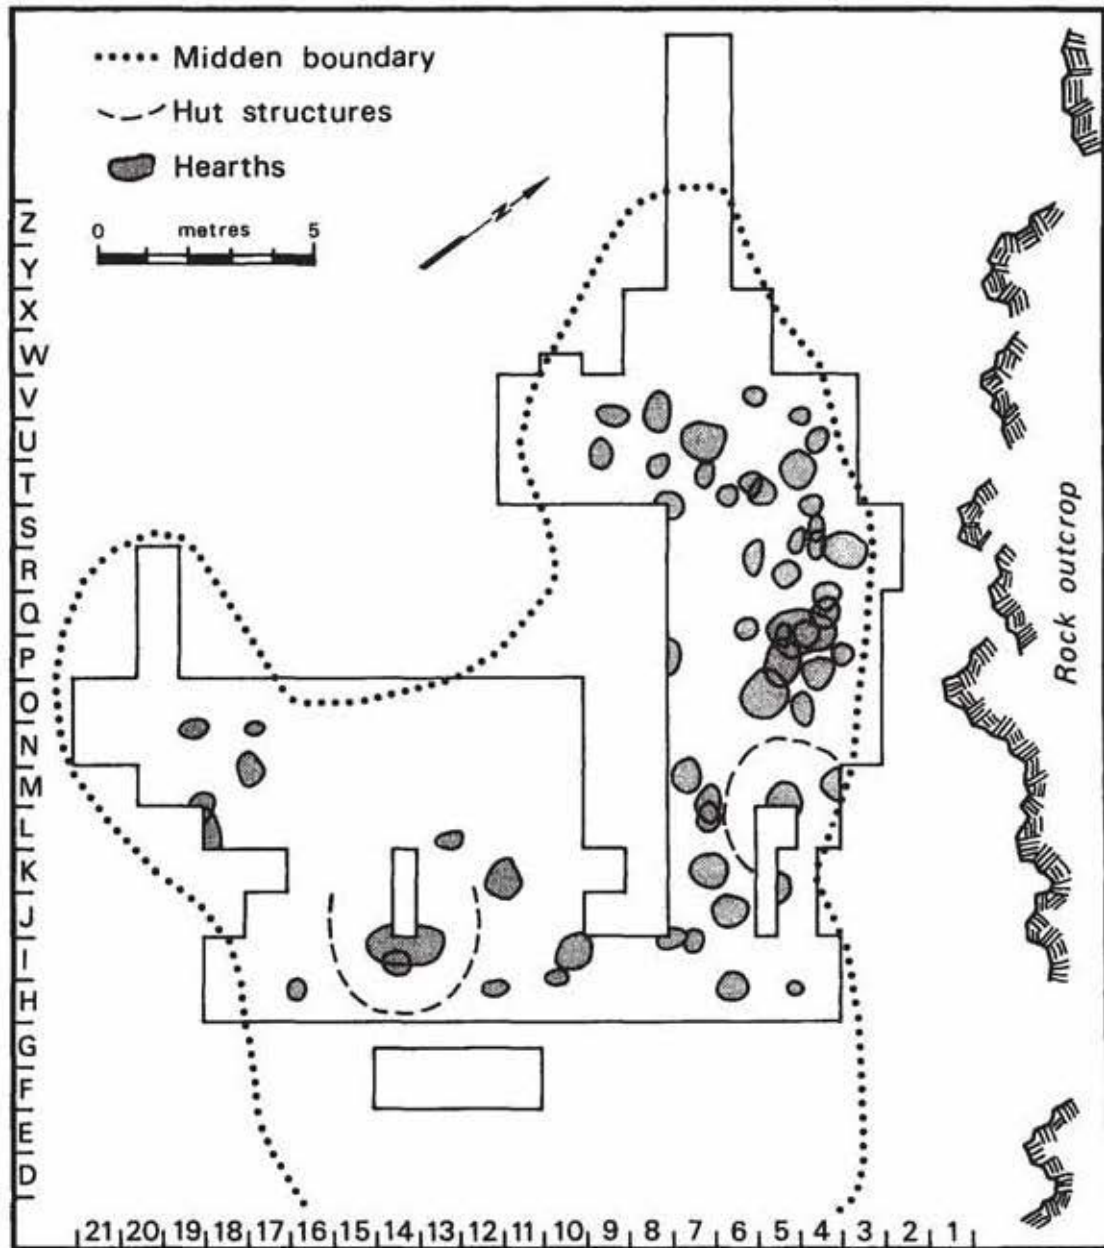 Midden boundary
Hut structures
Hearths
0 metres 5
N
Z
Y
X
W
V
U
T
S
R
Q
P
O
N
M
L
K
J
I
H
G
F
E
D
Rock outcrop
21 20 19 18 17 16 15 14 13 12 11 10 9 8 7 6 5 4 3 2 1